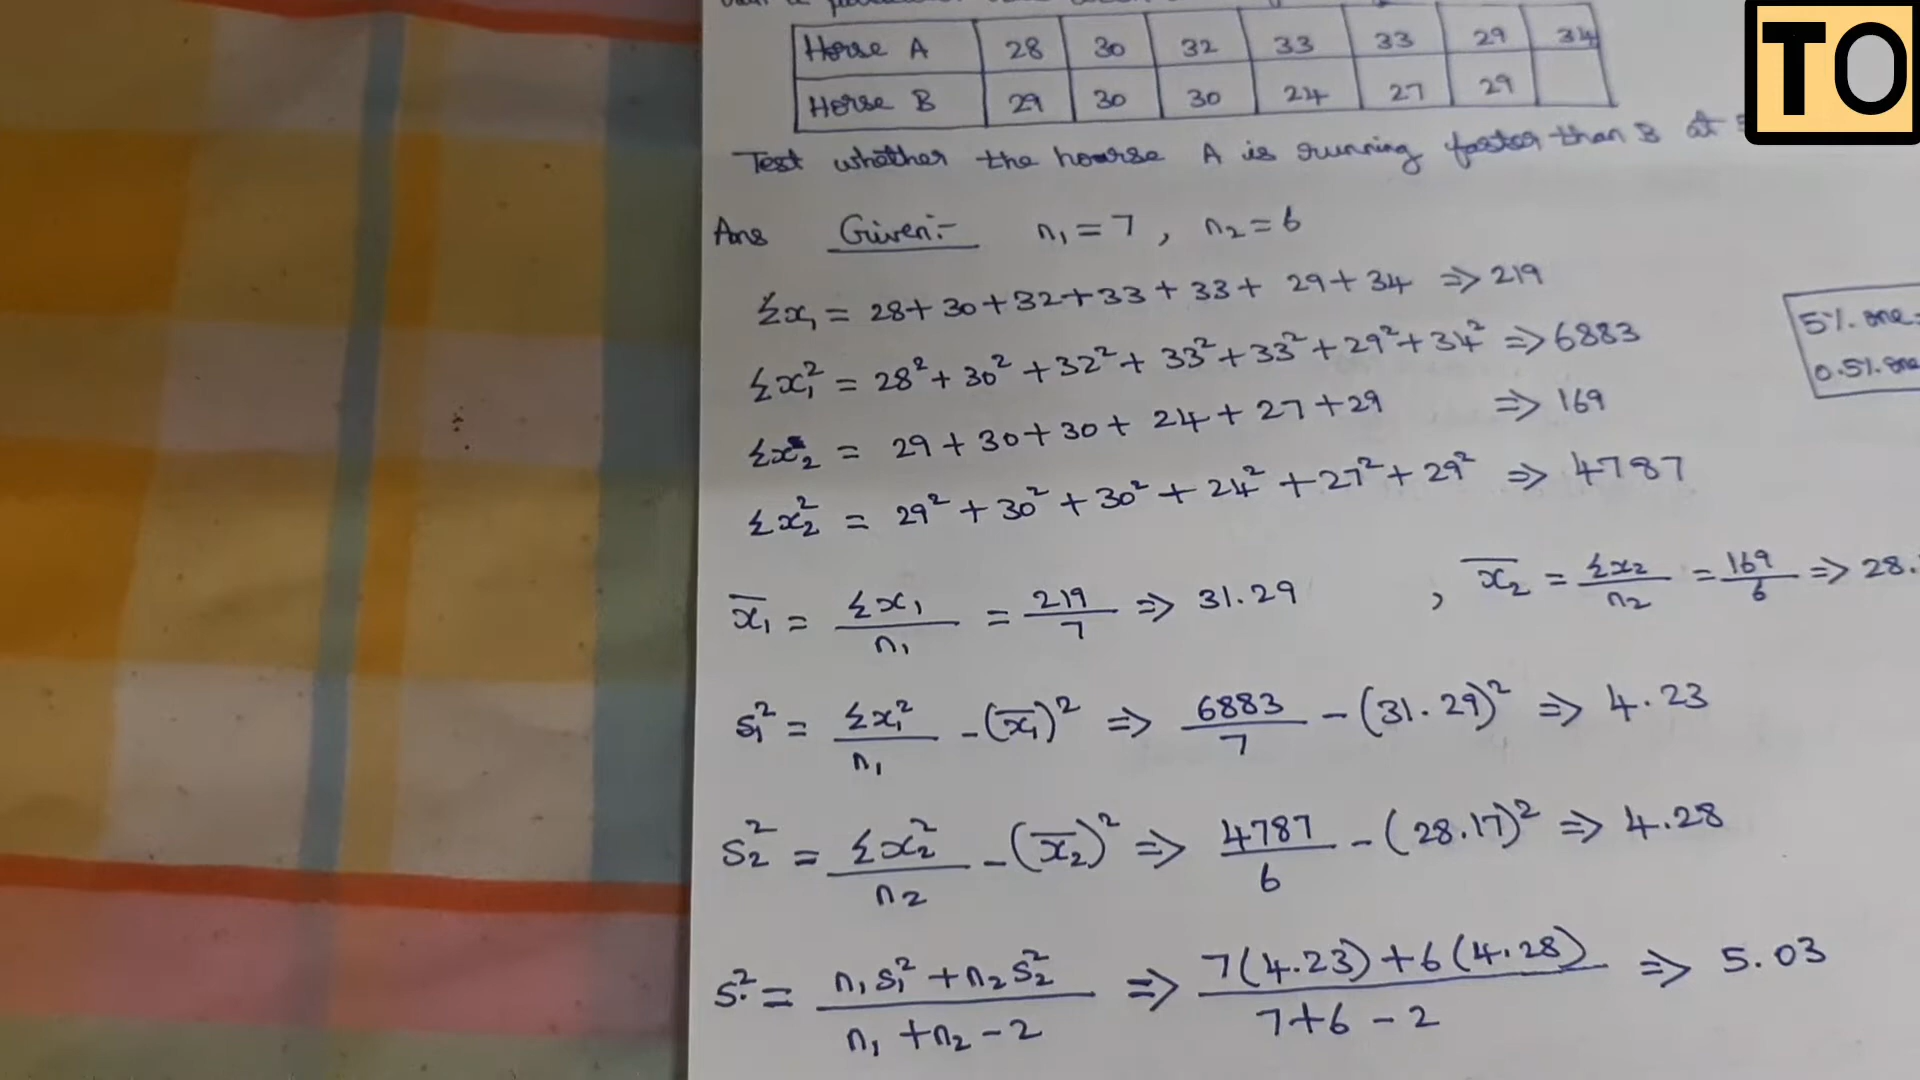 Horse A 28 30 32 33 33 29 34
Horse B 29 30 30 24 27 29
TO
Test whether the hoarse A is running faster than B at
Ans Given:- n₁ = 7 , n₂ = 6
Σx₁ = 28+30+32+33+33+ 29+34 ⇒ 219
Σx₁² = 28²+30²+32²+33²+33²+29²+34² ⇒ 6883
Σx₂ = 29+30+30+ 24+27+29 ⇒ 169
Σx₂² = 29²+30²+30²+24²+27²+29² ⇒ 4787
5%. one-
0.5%. one
x̄₁ = Σx₁/n₁ = 219/7 ⇒ 31.29 , x̄₂ = Σx₂/n₂ = 169/6 ⇒ 28.
s₁² = Σx₁²/n₁ - (x̄₁)² ⇒ 6883/7 - (31.29)² ⇒ 4.23
s₂² = Σx₂²/n₂ - (x̄₂)² ⇒ 4787/6 - (28.17)² ⇒ 4.28
s² = n₁s₁² + n₂s₂²/n₁ + n₂ - 2 ⇒ 7(4.23)+6(4.28)/7+6-2 ⇒ 5.03